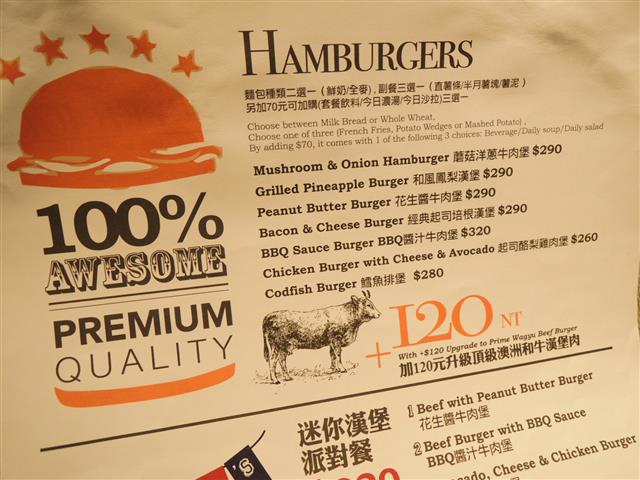 HAMBURGERS
麵包種類二選一(鮮奶/全麥),副餐三選一(直薯條/半月薯塊/薯泥)
另加70元可加購(套餐飲料/今日濃湯/今日沙拉)三選一
Choose between Milk Bread or Whole Wheat,
Choose one of three (French Fries, Potato Wedges or Mashed Potato),
By adding $70, it comes with 1 of the following 3 choices: Beverage/Daily soup/Daily salad
Mushroom & Onion Hamburger 蘑菇洋蔥牛肉堡 $290
Grilled Pineapple Burger 和風鳳梨漢堡 $290
Peanut Butter Burger 花生醬牛肉堡 $290
Bacon & Cheese Burger 經典起司培根漢堡 $290
BBQ Sauce Burger BBQ醬汁牛肉堡 $320
Chicken Burger with Cheese & Avocado 起司酪梨雞肉堡 $260
Codfish Burger 鱈魚排堡 $280
100%
AWESOME
PREMIUM
QUALITY
+120 NT
With +$120 Upgrade to Prime Wagyu Beef Burger
加120元升級頂級澳洲和牛漢堡肉
迷你漢堡
派對餐
'S
1 Beef with Peanut Butter Burger
花生醬牛肉堡
2 Beef Burger with BBQ Sauce
BBQ醬汁牛肉堡
Cheese & Chicken Burger